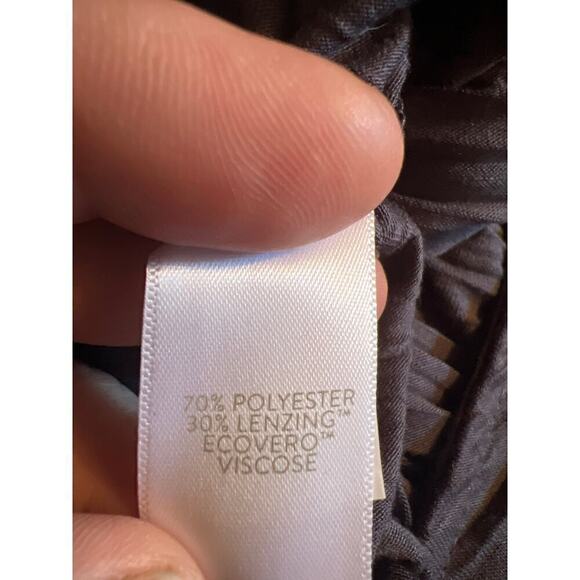 70% POLYESTER
30% LENZING™
ECOVERO™
VISCOSE